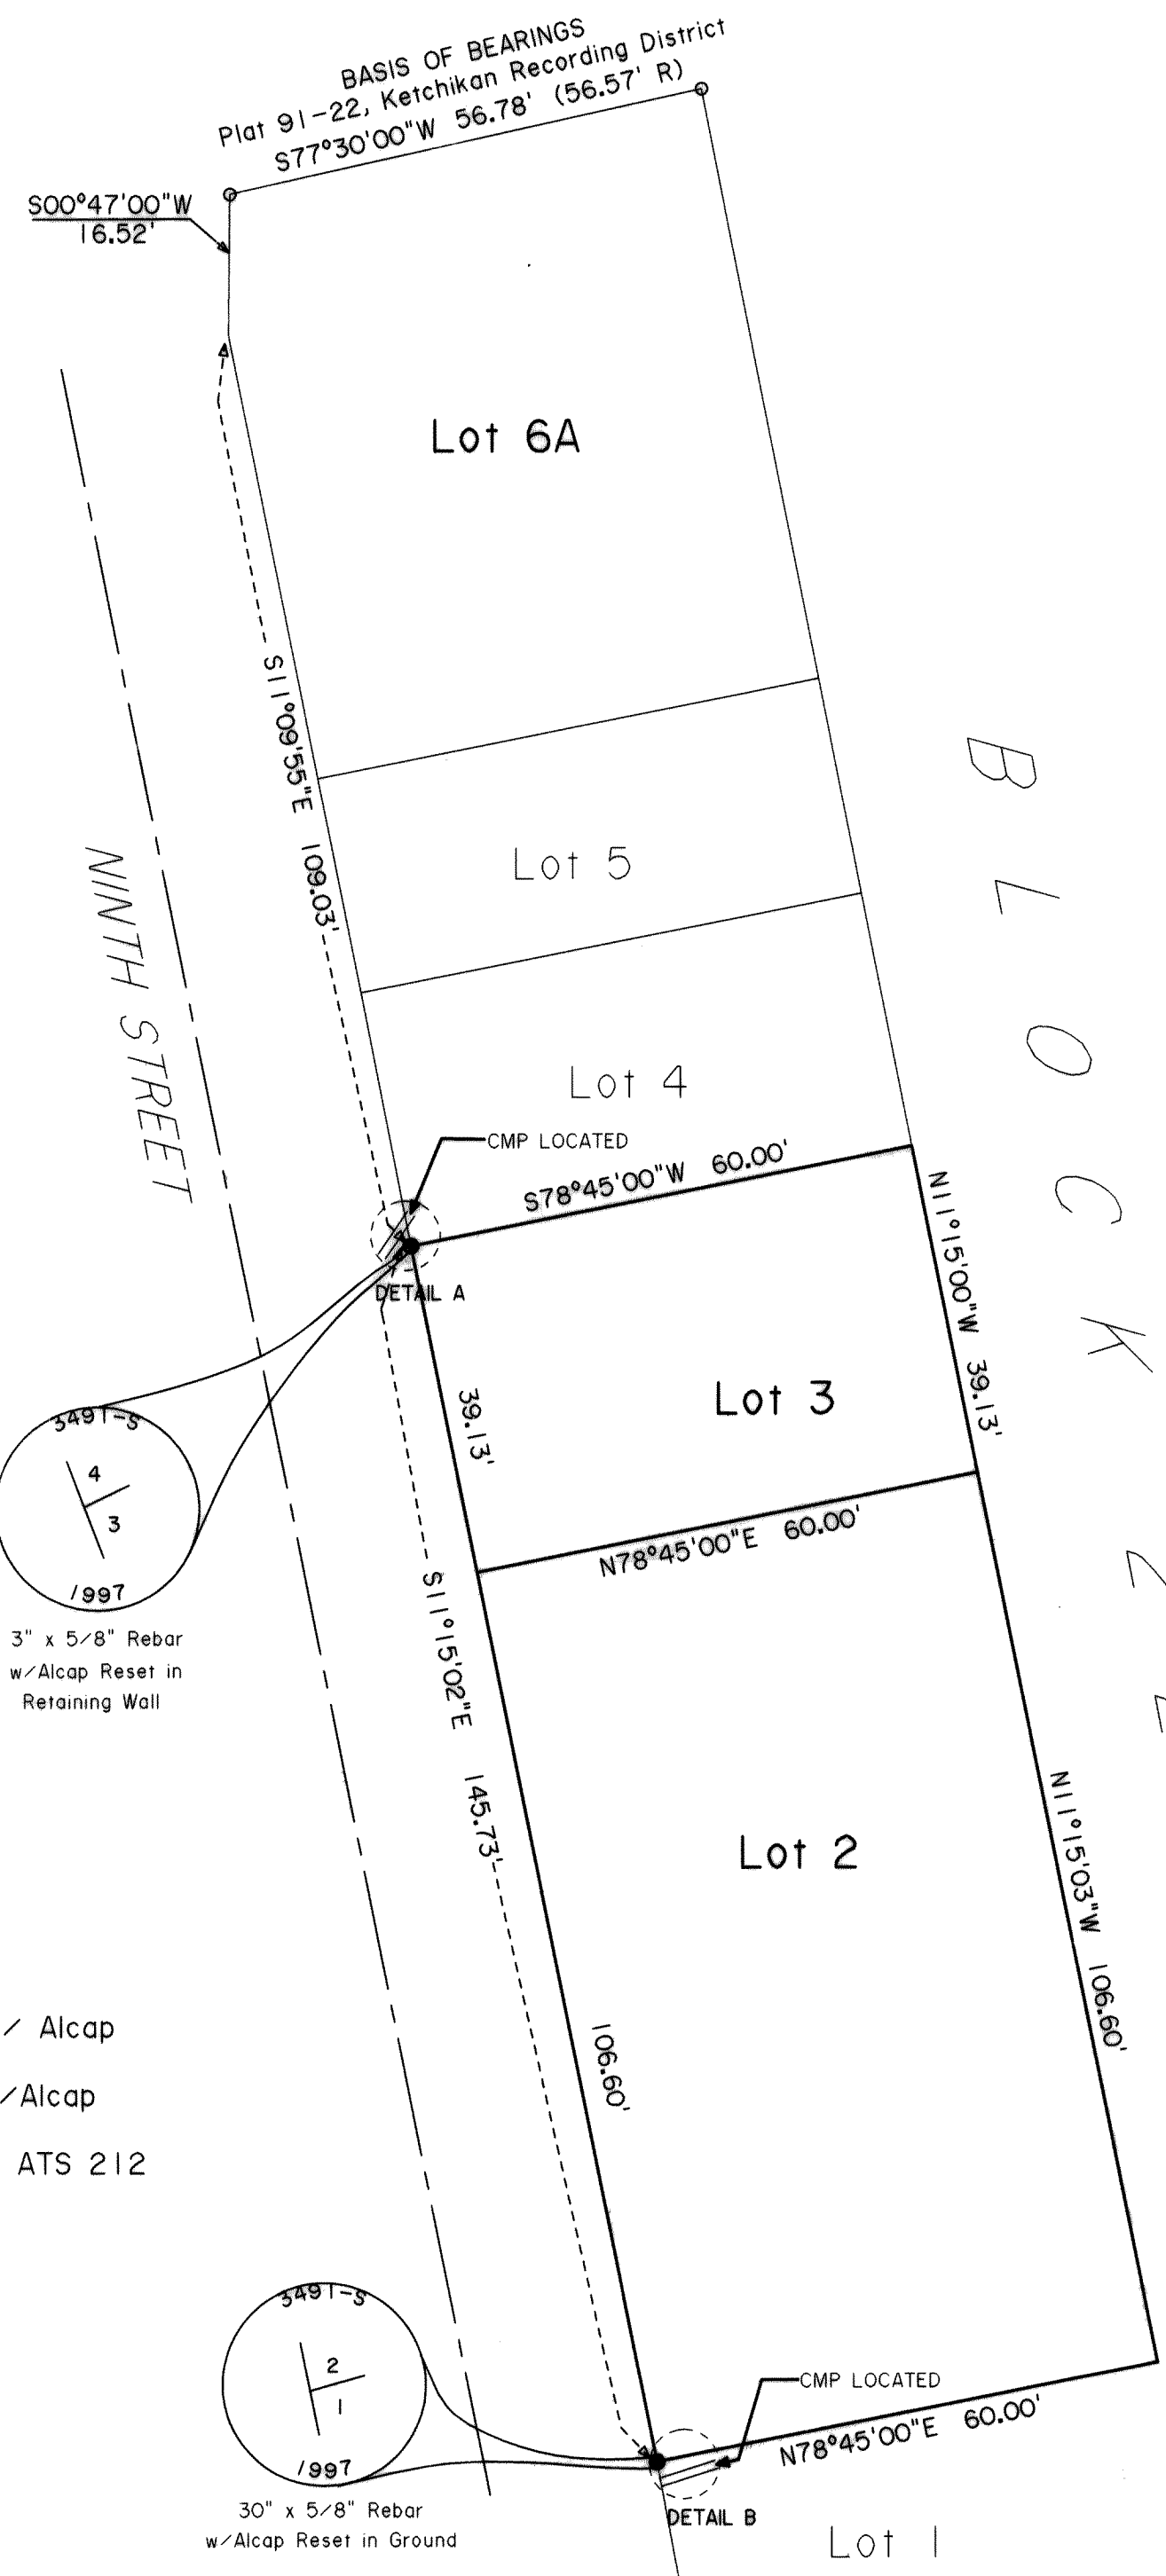 BASIS OF BEARINGS
Plat 91-22, Ketchikan Recording District
S77°30'00"W 56.78' (56.57' R)
S00°47'00"W
16.52'
Lot 6A
S11°09'55"E 109.03'
NINTH STREET
Lot 5
BLOCK
Lot 4
CMP LOCATED
S78°45'00"W 60.00'
DETAIL A
N11°15'00"W 39.13'
39.13'
Lot 3
3491-S
4
3
1997
3" x 5/8" Rebar
w/Alcap Reset in
Retaining Wall
N78°45'00"E 60.00'
S11°15'02"E 145.73'
Lot 2
N11°15'03"W 106.60'
106.60'
/ Alcap
/Alcap
ATS 212
3491-S
2
1
1997
30" x 5/8" Rebar
w/Alcap Reset in Ground
CMP LOCATED
N78°45'00"E 60.00'
DETAIL B
Lot 1